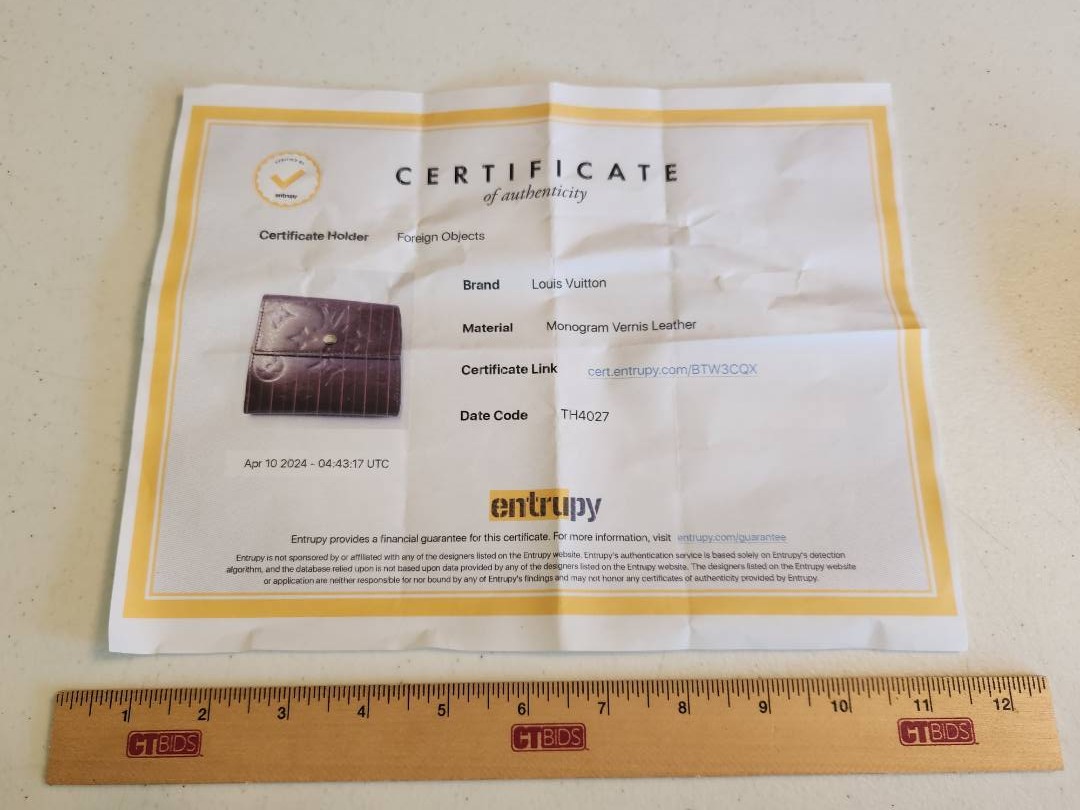 CERTIFIED BY
entrupy
CERTIFICATE
of authenticity
Certificate Holder Foreign Objects
Brand Louis Vuitton
Material Monogram Vernis Leather
Certificate Link cert.entrupy.com/BTW3CQX
Date Code TH4027
Apr 10 2024 - 04:43:17 UTC
entrupy
Entrupy provides a financial guarantee for this certificate. For more information, visit entrupy.com/guarantee
Entrupy is not sponsored by or affiliated with any of the designers listed on the Entrupy website. Entrupy's authentication service is based solely on Entrupy's detection
algorithm, and the database relied upon is not based upon data provided by any of the designers listed on the Entrupy website. The designers listed on the Entrupy website
or application are neither responsible for nor bound by any of Entrupy's findings and may not honor any certificates of authenticity provided by Entrupy.
1 2 3 4 5 6 7 8 9 10 11 12
CTBIDS CTBIDS CTBIDS